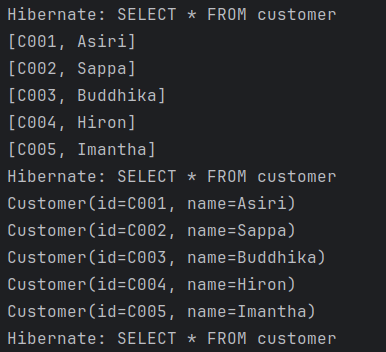 Hibernate: SELECT * FROM customer
[C001, Asiri]
[C002, Sappa]
[C003, Buddhika]
[C004, Hiron]
[C005, Imantha]
Hibernate: SELECT * FROM customer
Customer(id=C001, name=Asiri)
Customer(id=C002, name=Sappa)
Customer(id=C003, name=Buddhika)
Customer(id=C004, name=Hiron)
Customer(id=C005, name=Imantha)
Hibernate: SELECT * FROM customer